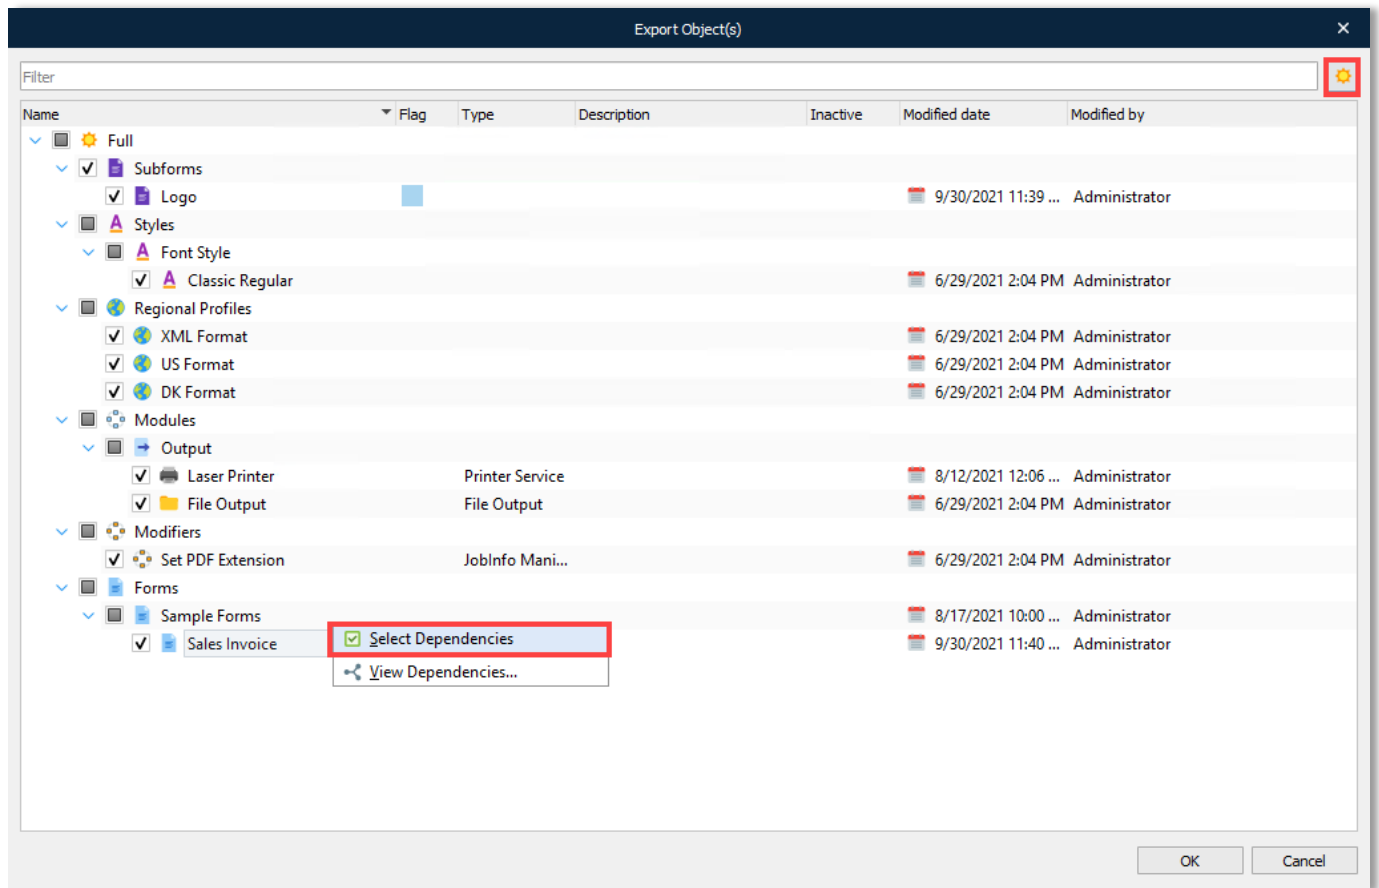 Export Object(s)
Filter
Name Flag Type Description Inactive Modified date Modified by
Full
Subforms
Logo 9/30/2021 11:39 ... Administrator
Styles
Font Style
Classic Regular 6/29/2021 2:04 PM Administrator
Regional Profiles
XML Format 6/29/2021 2:04 PM Administrator
US Format 6/29/2021 2:04 PM Administrator
DK Format 6/29/2021 2:04 PM Administrator
Modules
Output
Laser Printer Printer Service 8/12/2021 12:06 ... Administrator
File Output File Output 6/29/2021 2:04 PM Administrator
Modifiers
Set PDF Extension JobInfo Mani... 6/29/2021 2:04 PM Administrator
Forms
Sample Forms 8/17/2021 10:00 ... Administrator
Sales Invoice Select Dependencies 9/30/2021 11:40 ... Administrator
View Dependencies...
OK Cancel